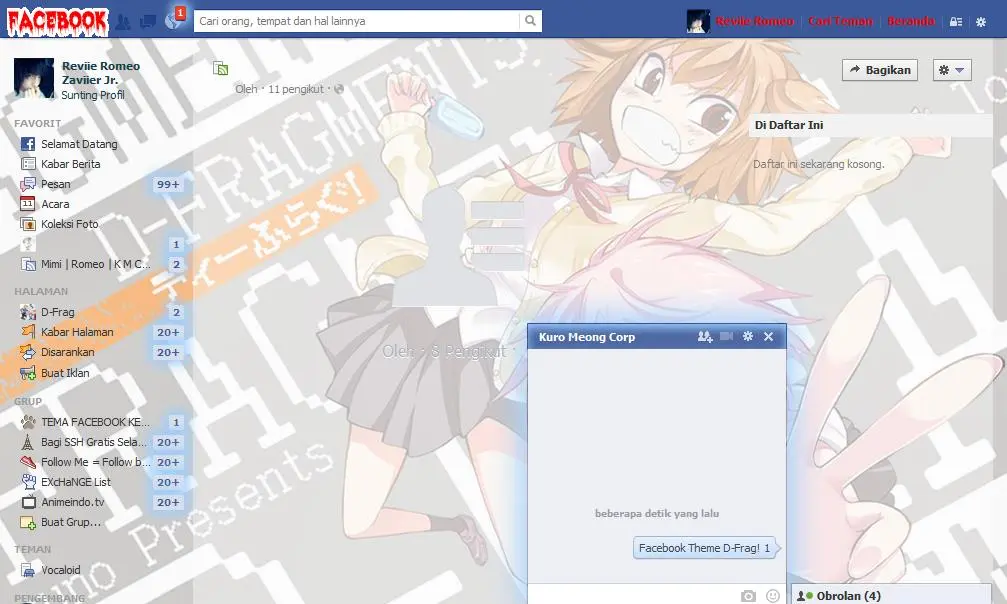 FACEBOOK
1
Cari orang, tempat dan hal lainnya
Reviie Romeo
Cari Teman
Beranda
Reviie Romeo
Zaviier Jr.
Sunting Profil
Oleh · 11 pengikut ·
Bagikan
Di Daftar Ini
Daftar ini sekarang kosong.
FAVORIT
Selamat Datang
Kabar Berita
Pesan 99+
11 Acara
Koleksi Foto
1
Mimi | Romeo | K M C... 2
HALAMAN
D-Frag 2
Kabar Halaman 20+
Disarankan 20+
Buat Iklan
GRUP
TEMA FACEBOOK KE... 1
Bagi SSH Gratis Sela... 20+
Follow Me = Follow b... 20+
EXcHaNGE List 20+
Animeindo.tv 20+
Buat Grup...
TEMAN
Vocaloid
PENGEMBANG
D-FRAGMENTS.
ディーふらぐ!
Presents
Oleh · 8 Pengikut ·
Kuro Meong Corp
beberapa detik yang lalu
Facebook Theme D-Frag! 1
Obrolan (4)